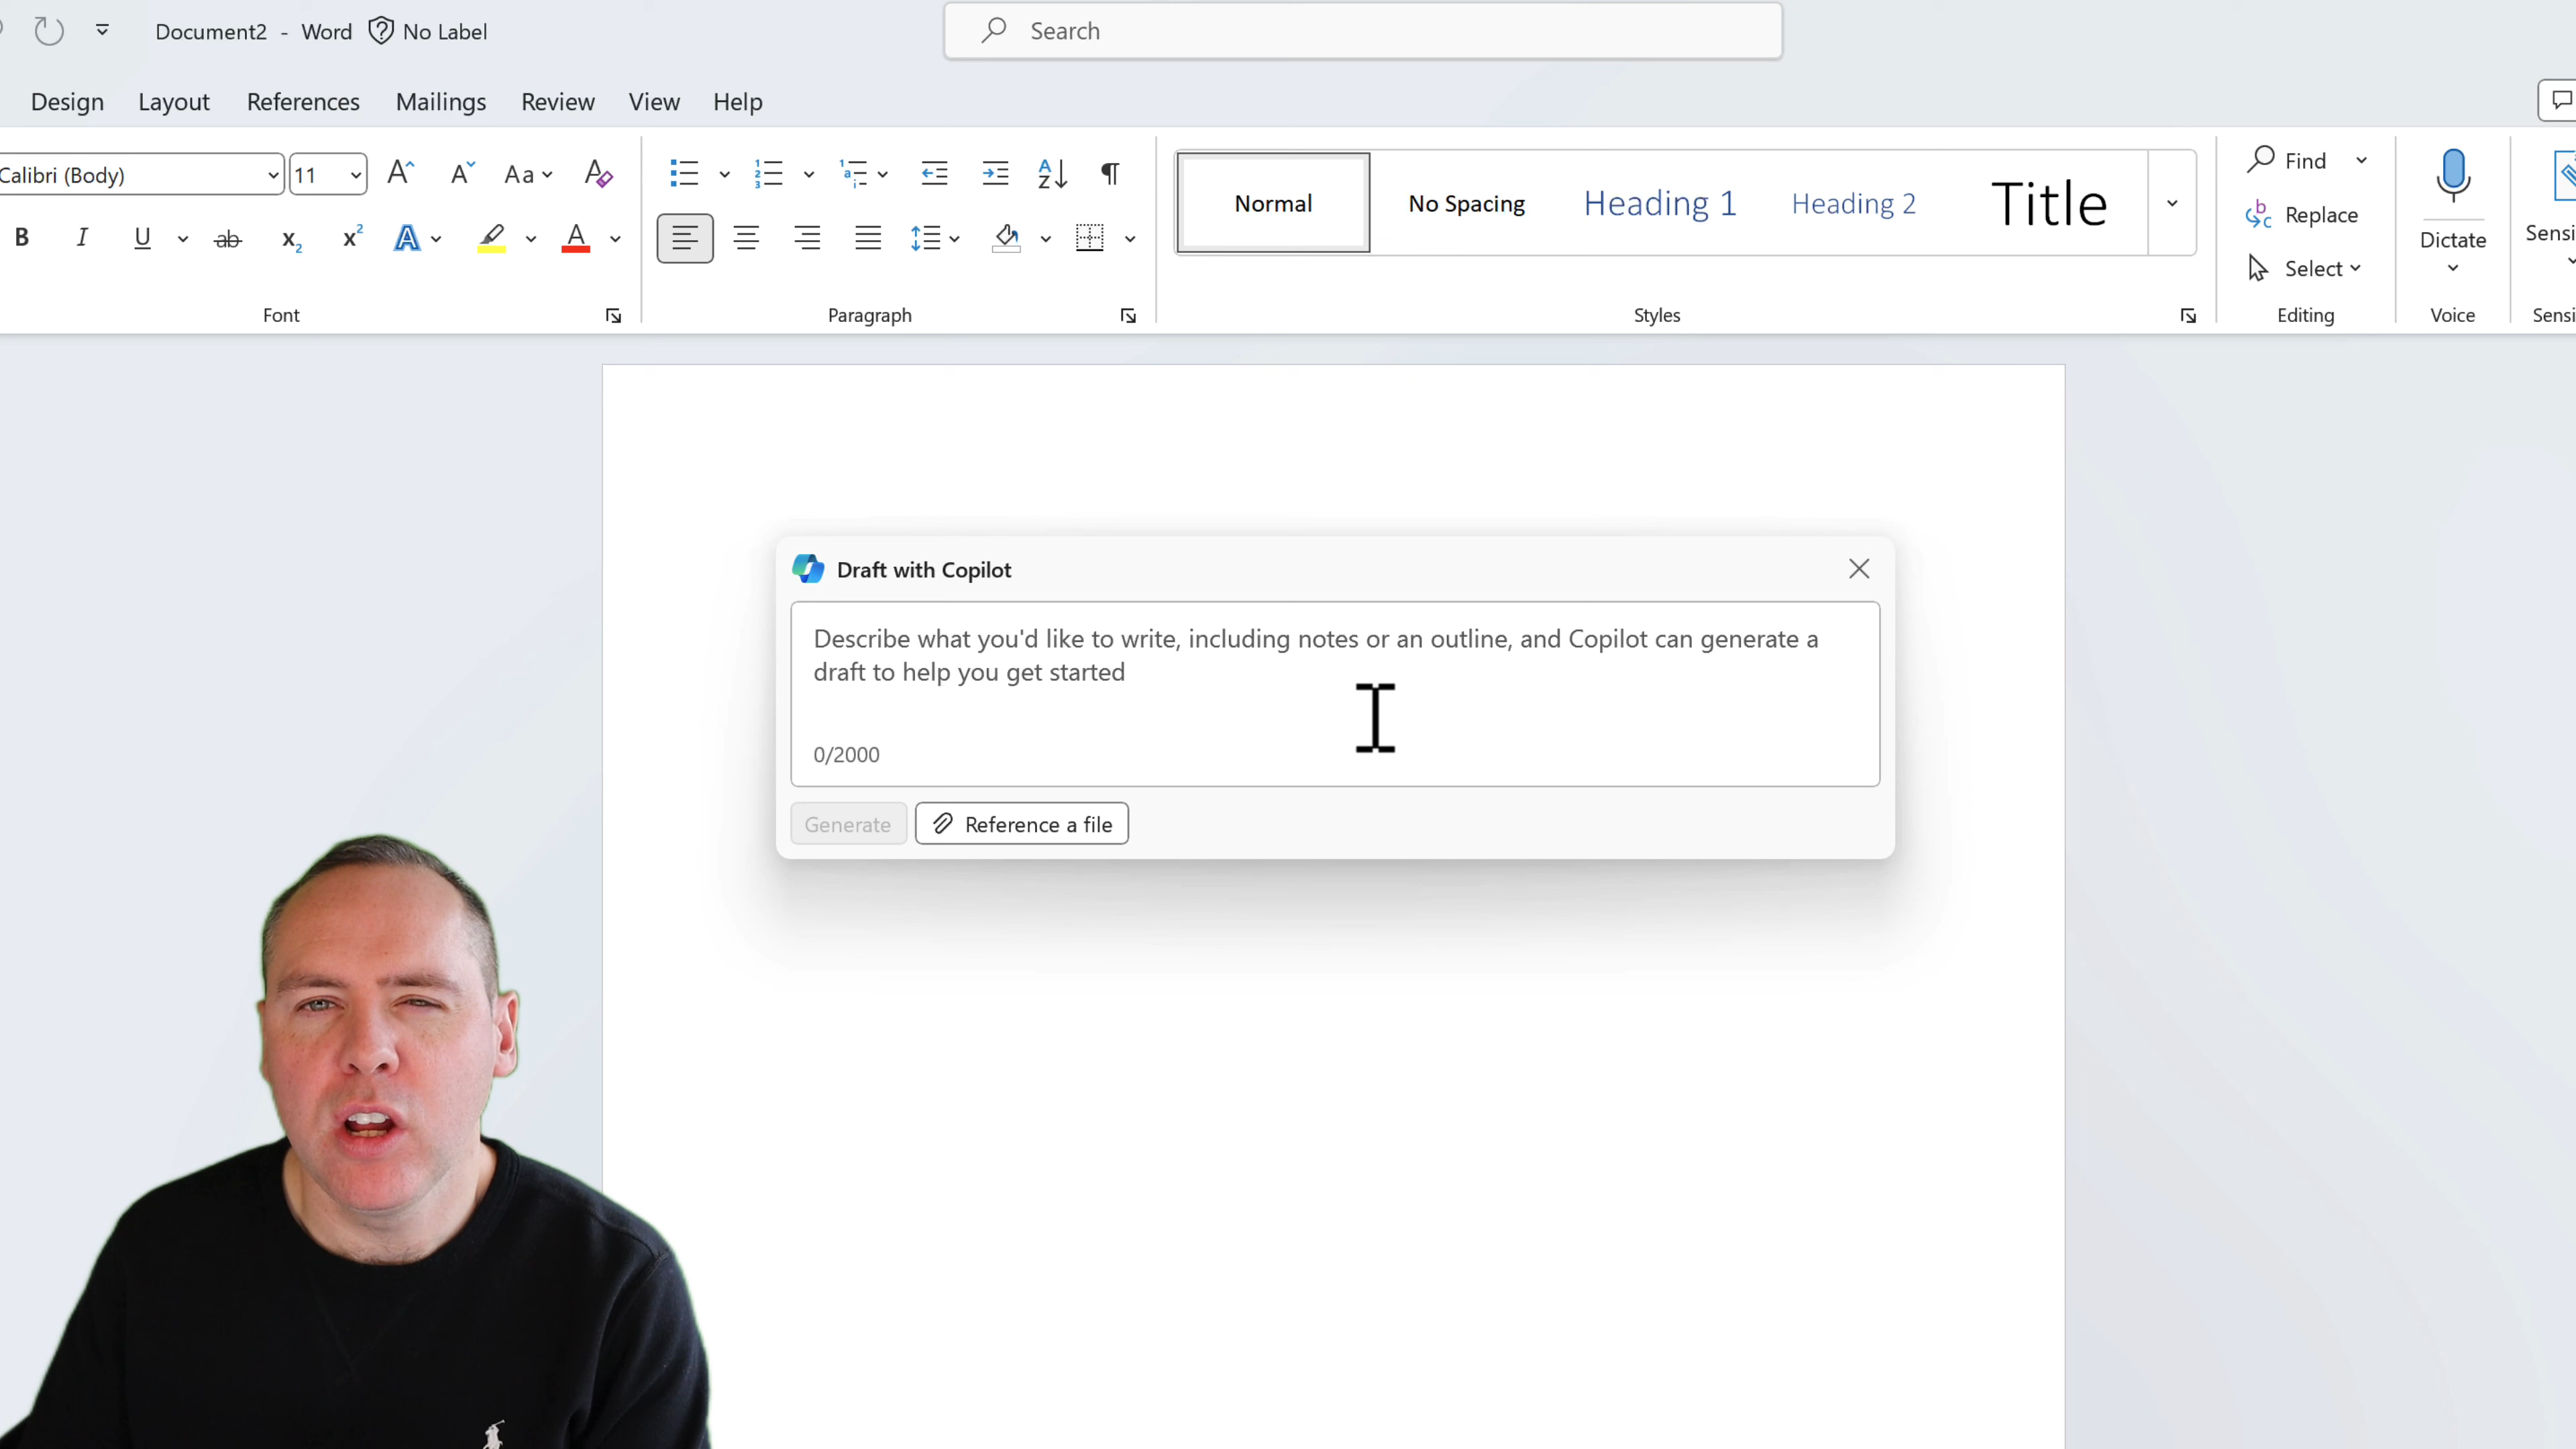 Document2 - Word No Label
Search
Design Layout References Mailings Review View Help
Calibri (Body) 11 Aa
Normal No Spacing Heading 1 Heading 2 Title
Find
Replace
Select
Dictate
Font Paragraph Styles Editing Voice
Draft with Copilot
Describe what you'd like to write, including notes or an outline, and Copilot can generate a
draft to help you get started
0/2000
Generate Reference a file